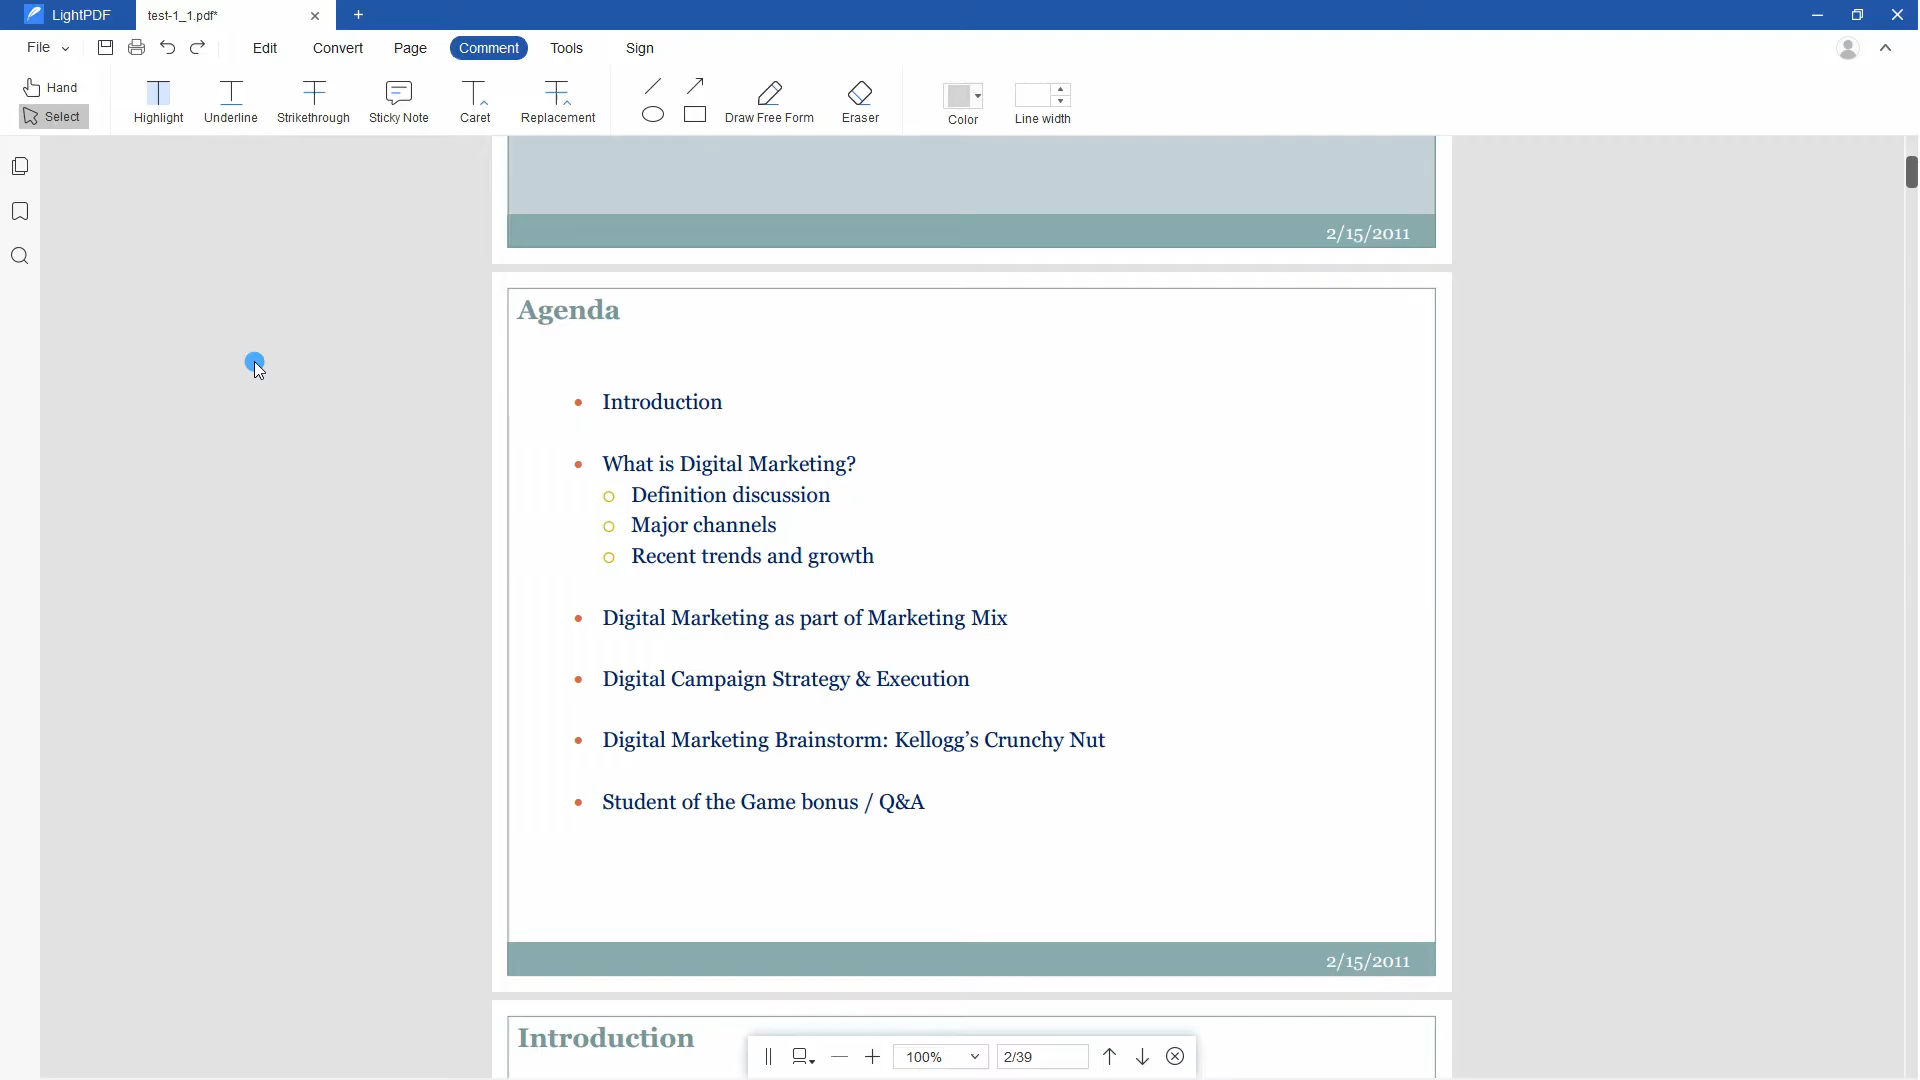 LightPDF test-1_1.pdf*
File Edit Convert Page Comment Tools Sign
Hand
Select
Highlight Underline Strikethrough Sticky Note Caret Replacement Draw Free Form Eraser Color Line width
2/15/2011
Agenda
• Introduction
• What is Digital Marketing?
o Definition discussion
o Major channels
o Recent trends and growth
• Digital Marketing as part of Marketing Mix
• Digital Campaign Strategy & Execution
• Digital Marketing Brainstorm: Kellogg’s Crunchy Nut
• Student of the Game bonus / Q&A
2/15/2011
Introduction
100% 2/39